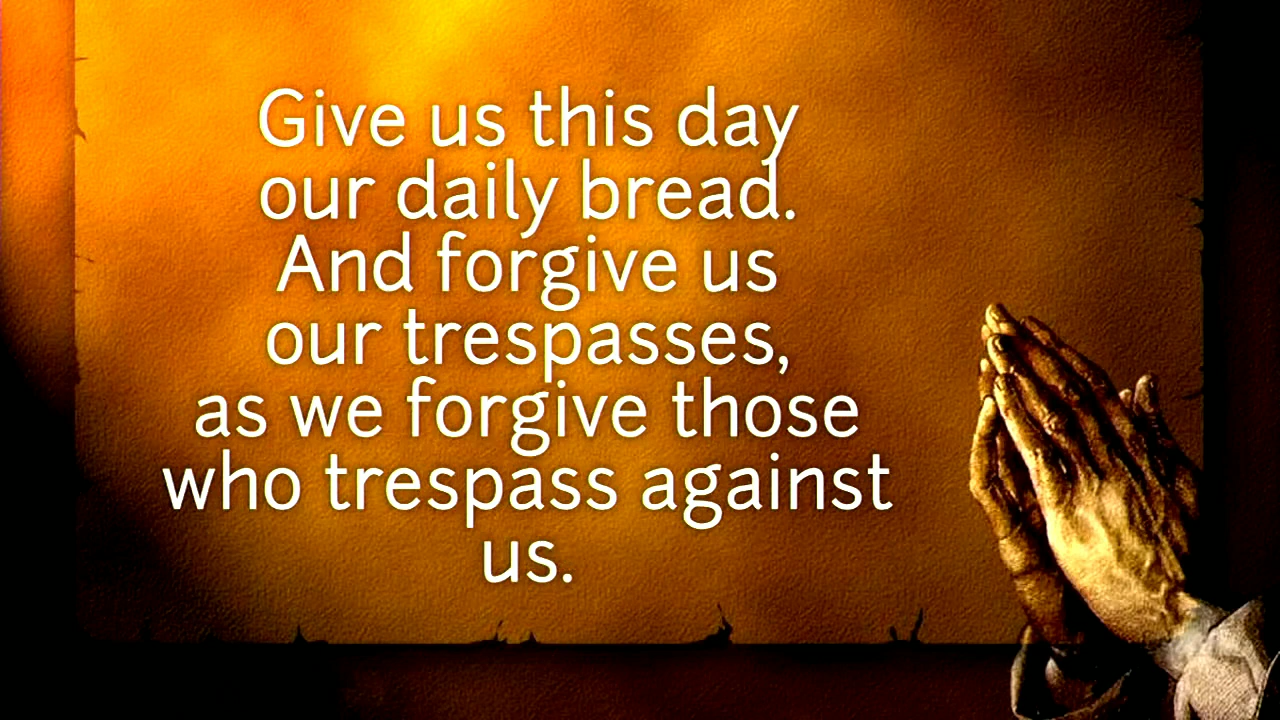 Give us this day
our daily bread.
And forgive us
our trespasses,
as we forgive those
who trespass against
us.